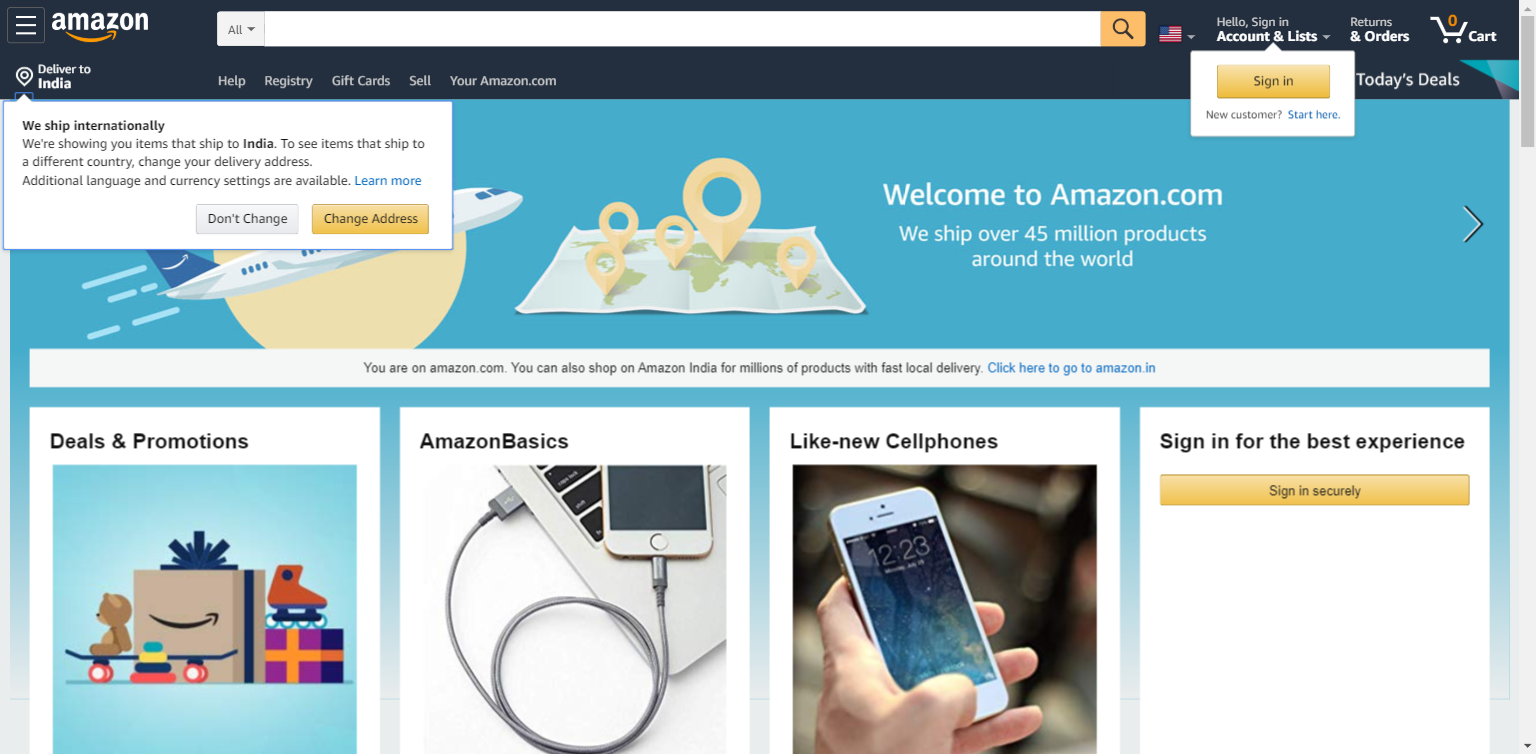 amazon
All
Hello, Sign in
Account & Lists
Returns
& Orders
0
Cart
Deliver to
India
Help
Registry
Gift Cards
Sell
Your Amazon.com
Sign in
New customer? Start here.
Today's Deals
We ship internationally
We're showing you items that ship to India. To see items that ship to
a different country, change your delivery address.
Additional language and currency settings are available. Learn more
Don't Change
Change Address
Welcome to Amazon.com
We ship over 45 million products
around the world
You are on amazon.com. You can also shop on Amazon India for millions of products with fast local delivery. Click here to go to amazon.in
Deals & Promotions
AmazonBasics
Like-new Cellphones
Sign in for the best experience
Sign in securely
caps lock
shift
12:23